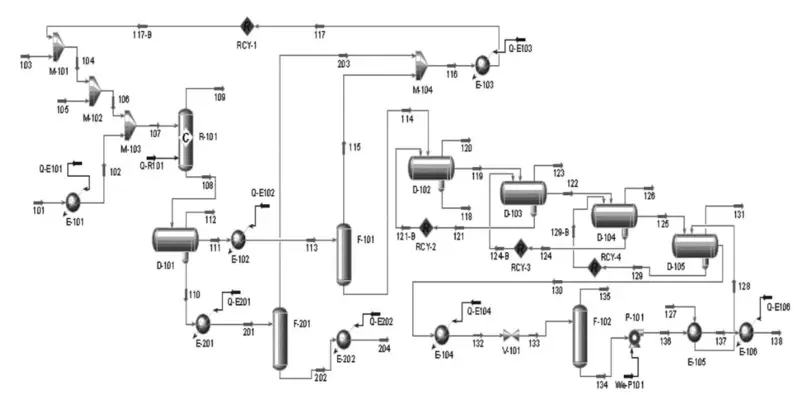 117-B
RCY-1
117
Q-E103
103
M-101
104
203
M-104
116
E-103
105
M-102
106
109
M-103
107
R-101
C
115
114
Q-E101
102
Q-R101
108
101
E-101
Q-E102
112
D-101
111
E-102
113
F-101
120
D-102
119
118
123
D-103
122
126
D-104
125
131
D-105
121-B
RCY-2
121
124-B
RCY-3
124
129-B
RCY-4
129
128
110
Q-E201
E-201
201
F-201
Q-E202
202
E-202
204
130
Q-E104
E-104
132
V-101
133
135
F-102
134
P-101
We-P101
136
127
E-105
137
Q-E106
E-106
138